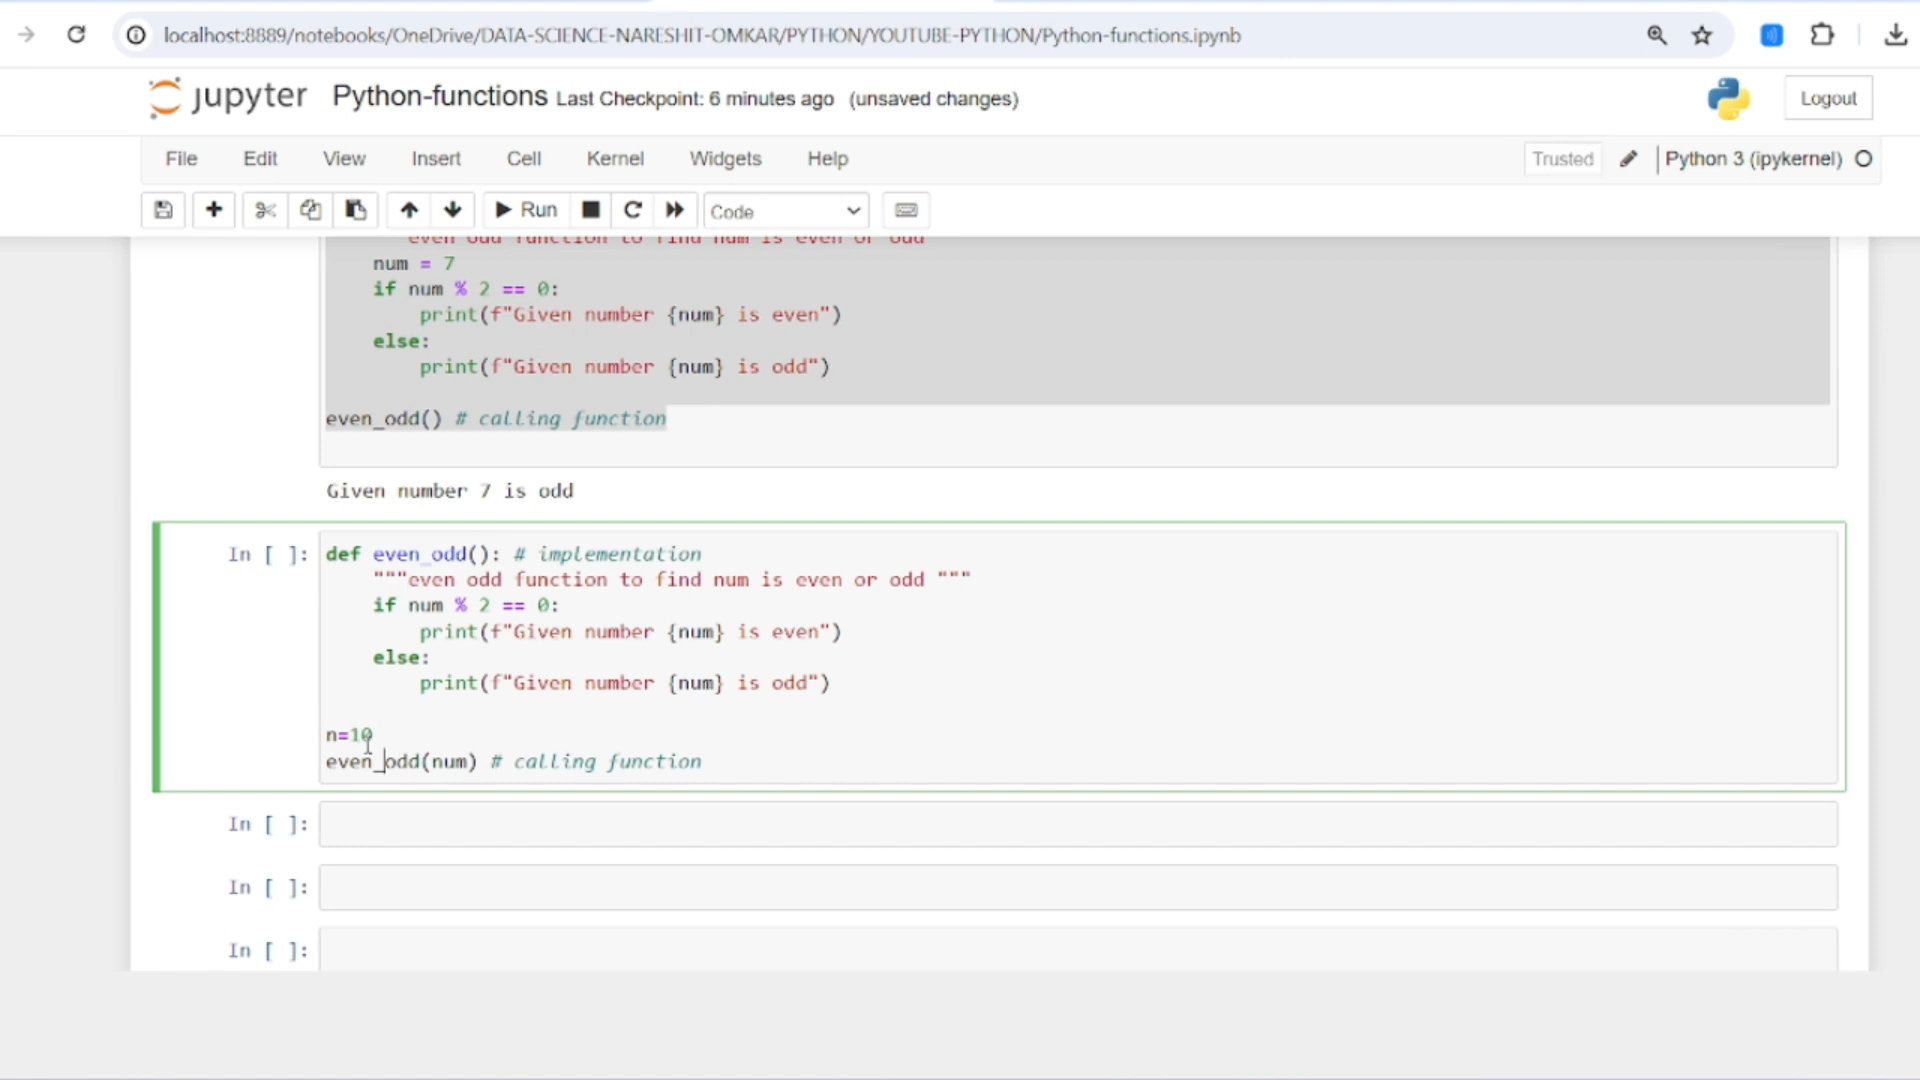 localhost:8889/notebooks/OneDrive/DATA-SCIENCE-NARESHIT-OMKAR/PYTHON/YOUTUBE-PYTHON/Python-functions.ipynb
jupyter Python-functions Last Checkpoint: 6 minutes ago (unsaved changes) Logout
File Edit View Insert Cell Kernel Widgets Help Trusted Python 3 (ipykernel)
Run Code
even odd function to find num is even or odd
num = 7
if num % 2 == 0:
print(f"Given number {num} is even")
else:
print(f"Given number {num} is odd")
even_odd() # calling function
Given number 7 is odd
In [ ]: def even_odd(): # implementation
"""even odd function to find num is even or odd """
if num % 2 == 0:
print(f"Given number {num} is even")
else:
print(f"Given number {num} is odd")
n=10
even_odd(num) # calling function
In [ ]:
In [ ]:
In [ ]: